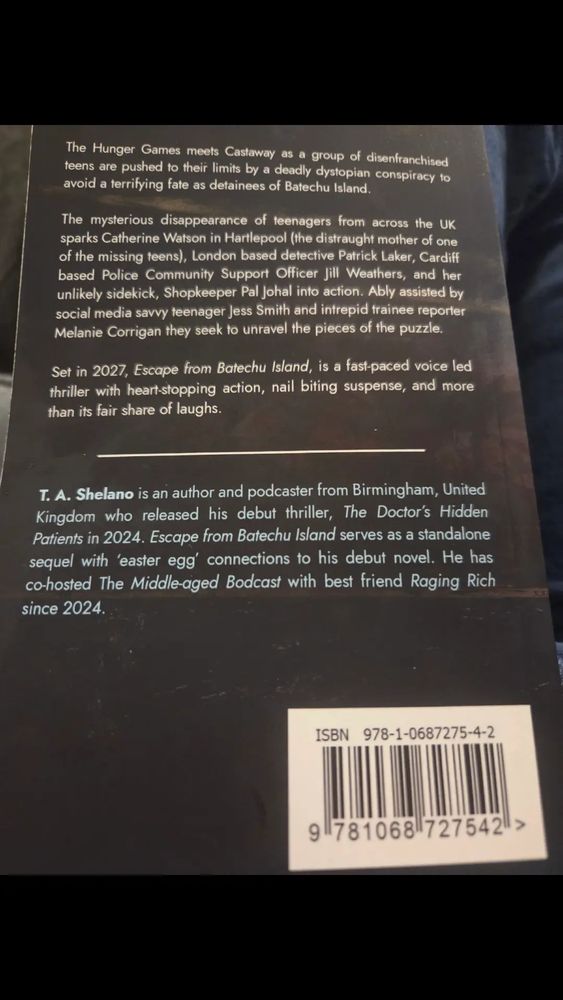 The Hunger Games meets Castaway as a group of disenfranchised
teens are pushed to their limits by a deadly dystopian conspiracy to
avoid a terrifying fate as detainees of Batechu Island.
The mysterious disappearance of teenagers from across the UK
sparks Catherine Watson in Hartlepool (the distraught mother of one
of the missing teens), London based detective Patrick Laker, Cardiff
based Police Community Support Officer Jill Weathers, and her
unlikely sidekick, Shopkeeper Pal Johal into action. Ably assisted by
social media savvy teenager Jess Smith and intrepid trainee reporter
Melanie Corrigan they seek to unravel the pieces of the puzzle.
Set in 2027, Escape from Batechu Island, is a fast-paced voice led
thriller with heart-stopping action, nail biting suspense, and more
than its fair share of laughs.
T. A. Shelano is an author and podcaster from Birmingham, United
Kingdom who released his debut thriller, The Doctor's Hidden
Patients in 2024. Escape from Batechu Island serves as a standalone
sequel with ‘easter egg’ connections to his debut novel. He has
co-hosted The Middle-aged Bodcast with best friend Raging Rich
since 2024.
ISBN 978-1-0687275-4-2
9 781068 727542 >